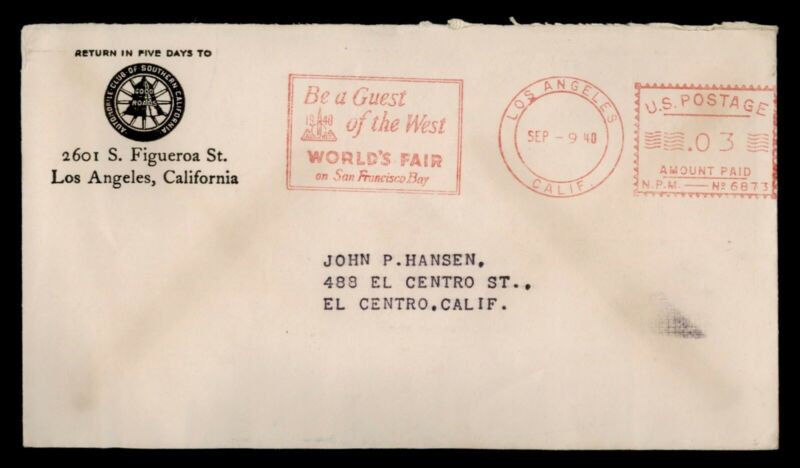 RETURN IN FIVE DAYS TO
AUTOMOBILE CLUB OF SOUTHERN CALIFORNIA
GOOD
ROADS
2601 S. Figueroa St.
Los Angeles, California
Be a Guest
1940 of the West
WORLD'S FAIR
on San Francisco Bay
LOS ANGELES
SEP - 9 40
CALIF.
U.S. POSTAGE
.03
AMOUNT PAID
N.P.M. — No 6873
JOHN P.HANSEN,
488 EL CENTRO ST.,
EL CENTRO,CALIF.